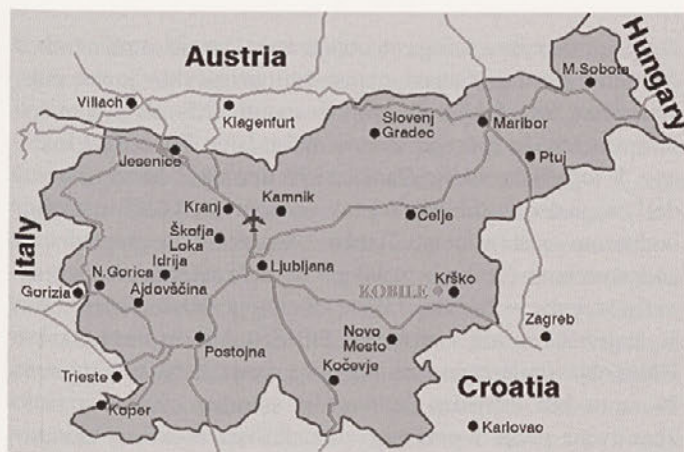 Austria
Hungary
M.Sobota
Villach
Klagenfurt
Slovenj
Gradec
Maribor
Jesenice
Ptuj
Kranj
Kamnik
Celje
Škofja
Loka
Italy
Idrija
Ljubljana
N.Gorica
Gorizia
Ajdovščina
KOBILE
Krško
Novo
Mesto
Zagreb
Postojna
Trieste
Kočevje
Croatia
Koper
Karlovao